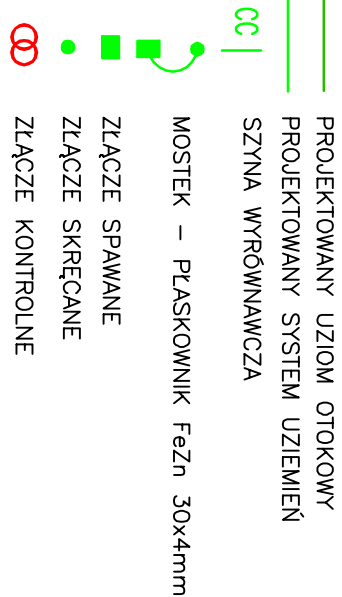 PROJEKTOWANY UZIOM OTOKOWY
PROJEKTOWANY SYSTEM UZIEMIEŃ
CC SZYNA WYRÓWNAWCZA
MOSTEK – PŁASKOWNIK FeZn 30x4mm
ZŁĄCZE SPAWANE
ZŁĄCZE SKRĘCANE
ZŁĄCZE KONTROLNE